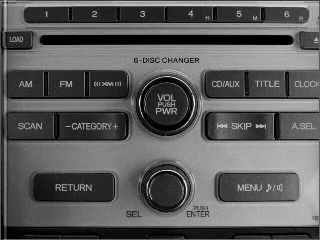 1 2 3 4 H 5 M 6 R
LOAD
6-DISC CHANGER
AM FM XM VOL PUSH PWR CD/AUX TITLE CLOCK
SCAN −CATEGORY+ SKIP A.SEL
RETURN MENU
SEL PUSH ENTER